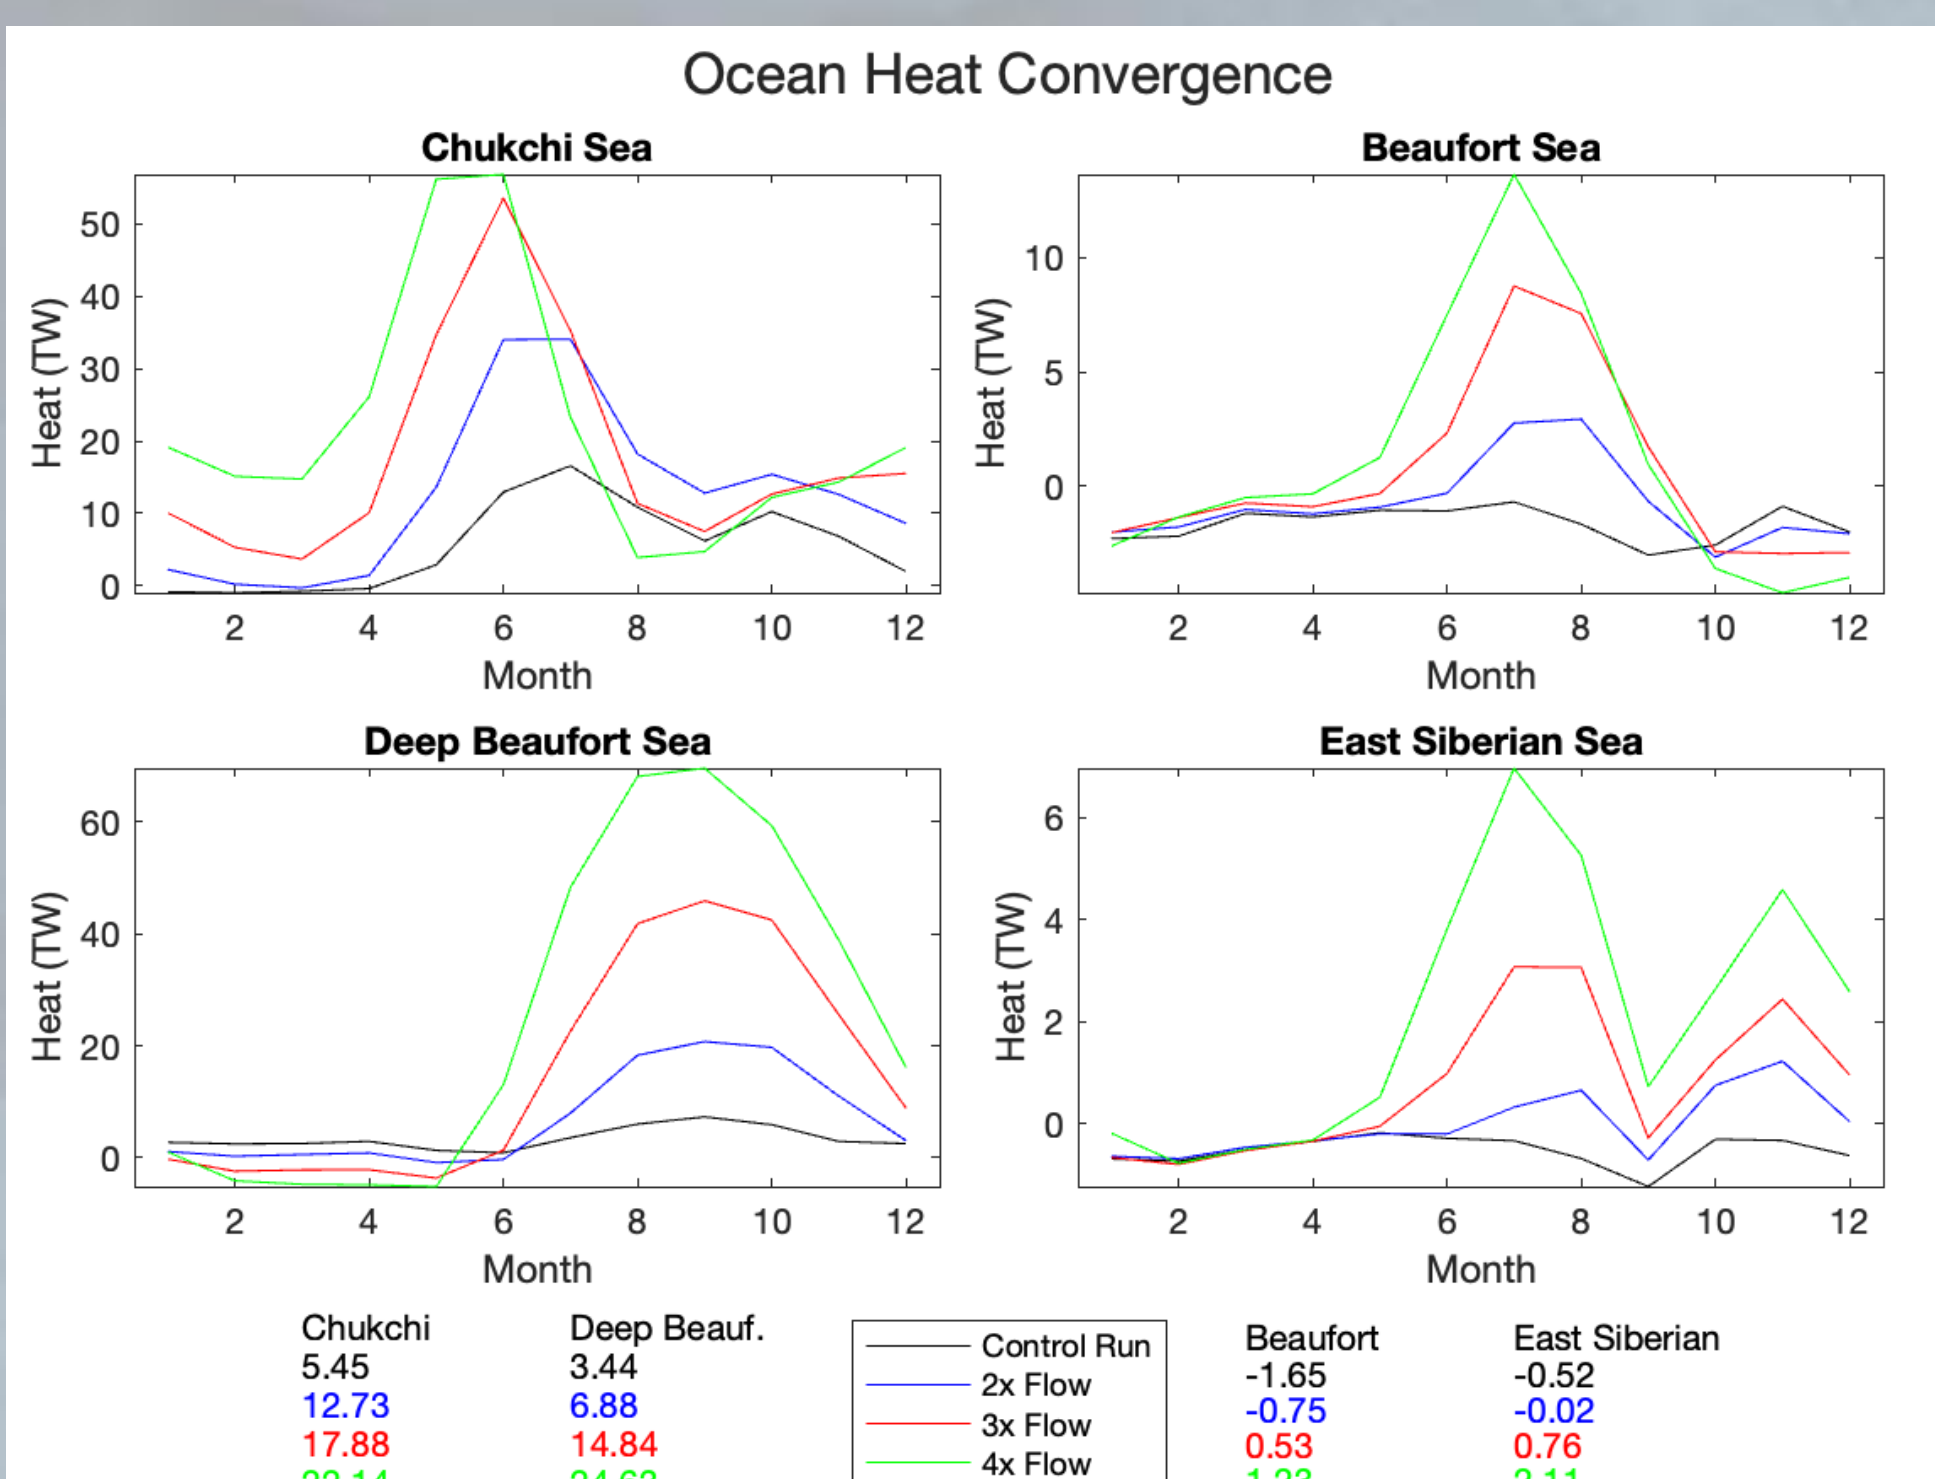 Ocean Heat Convergence
Chukchi Sea
Heat (TW)
50
40
30
20
10
0
2 4 6 8 10 12
Month
Beaufort Sea
Heat (TW)
10
5
0
2 4 6 8 10 12
Month
Deep Beaufort Sea
Heat (TW)
60
40
20
0
2 4 6 8 10 12
Month
East Siberian Sea
Heat (TW)
6
4
2
0
2 4 6 8 10 12
Month
Chukchi
5.45
12.73
17.88
Deep Beauf.
3.44
6.88
14.84
Control Run
2x Flow
3x Flow
4x Flow
Beaufort
-1.65
-0.75
0.53
East Siberian
-0.52
-0.02
0.76